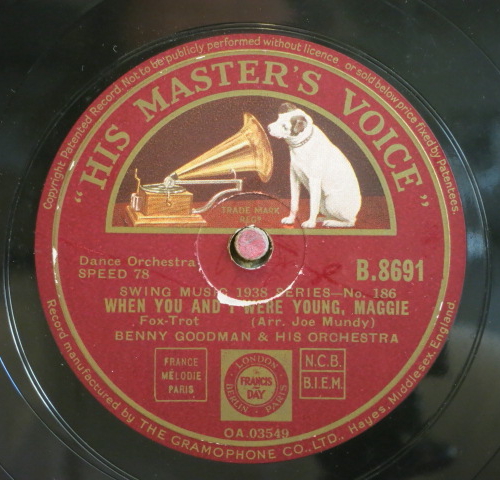 Copyright. Patented Record. Not to be publicly performed without licence or sold below price fixed by Patentees.
"HIS MASTER'S VOICE"
TRADE MARK
REGD
Dance Orchestra
SPEED 78
B.8691
SWING MUSIC 1938 SERIES—No. 186
WHEN YOU AND I WERE YOUNG, MAGGIE
Fox-Trot (Arr. Joe Mundy)
BENNY GOODMAN & HIS ORCHESTRA
FRANCE
MÉLODIE
PARIS
LONDON
FRANCIS
DAY
BERLIN PARIS
N.C.B.
B.I.E.M.
OA.03549
Record manufactured by THE GRAMOPHONE CO., LTD., Hayes, Middlesex, England.